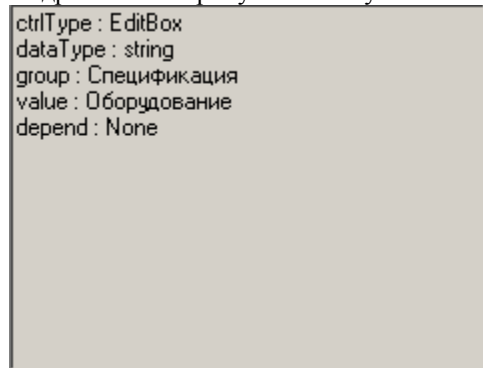 ctrlType : EditBox
dataType : string
group : Спецификация
value : Оборудование
depend : None